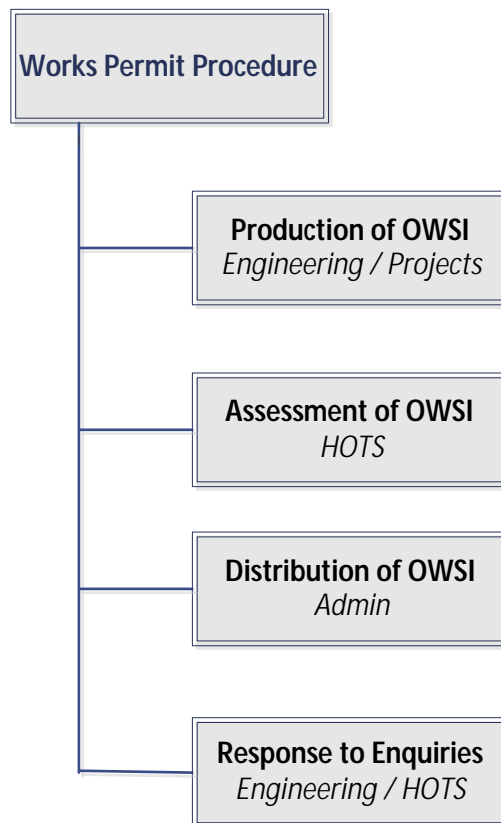 Works Permit Procedure
Production of OWSI
Engineering / Projects
Assessment of OWSI
HOTS
Distribution of OWSI
Admin
Response to Enquiries
Engineering / HOTS